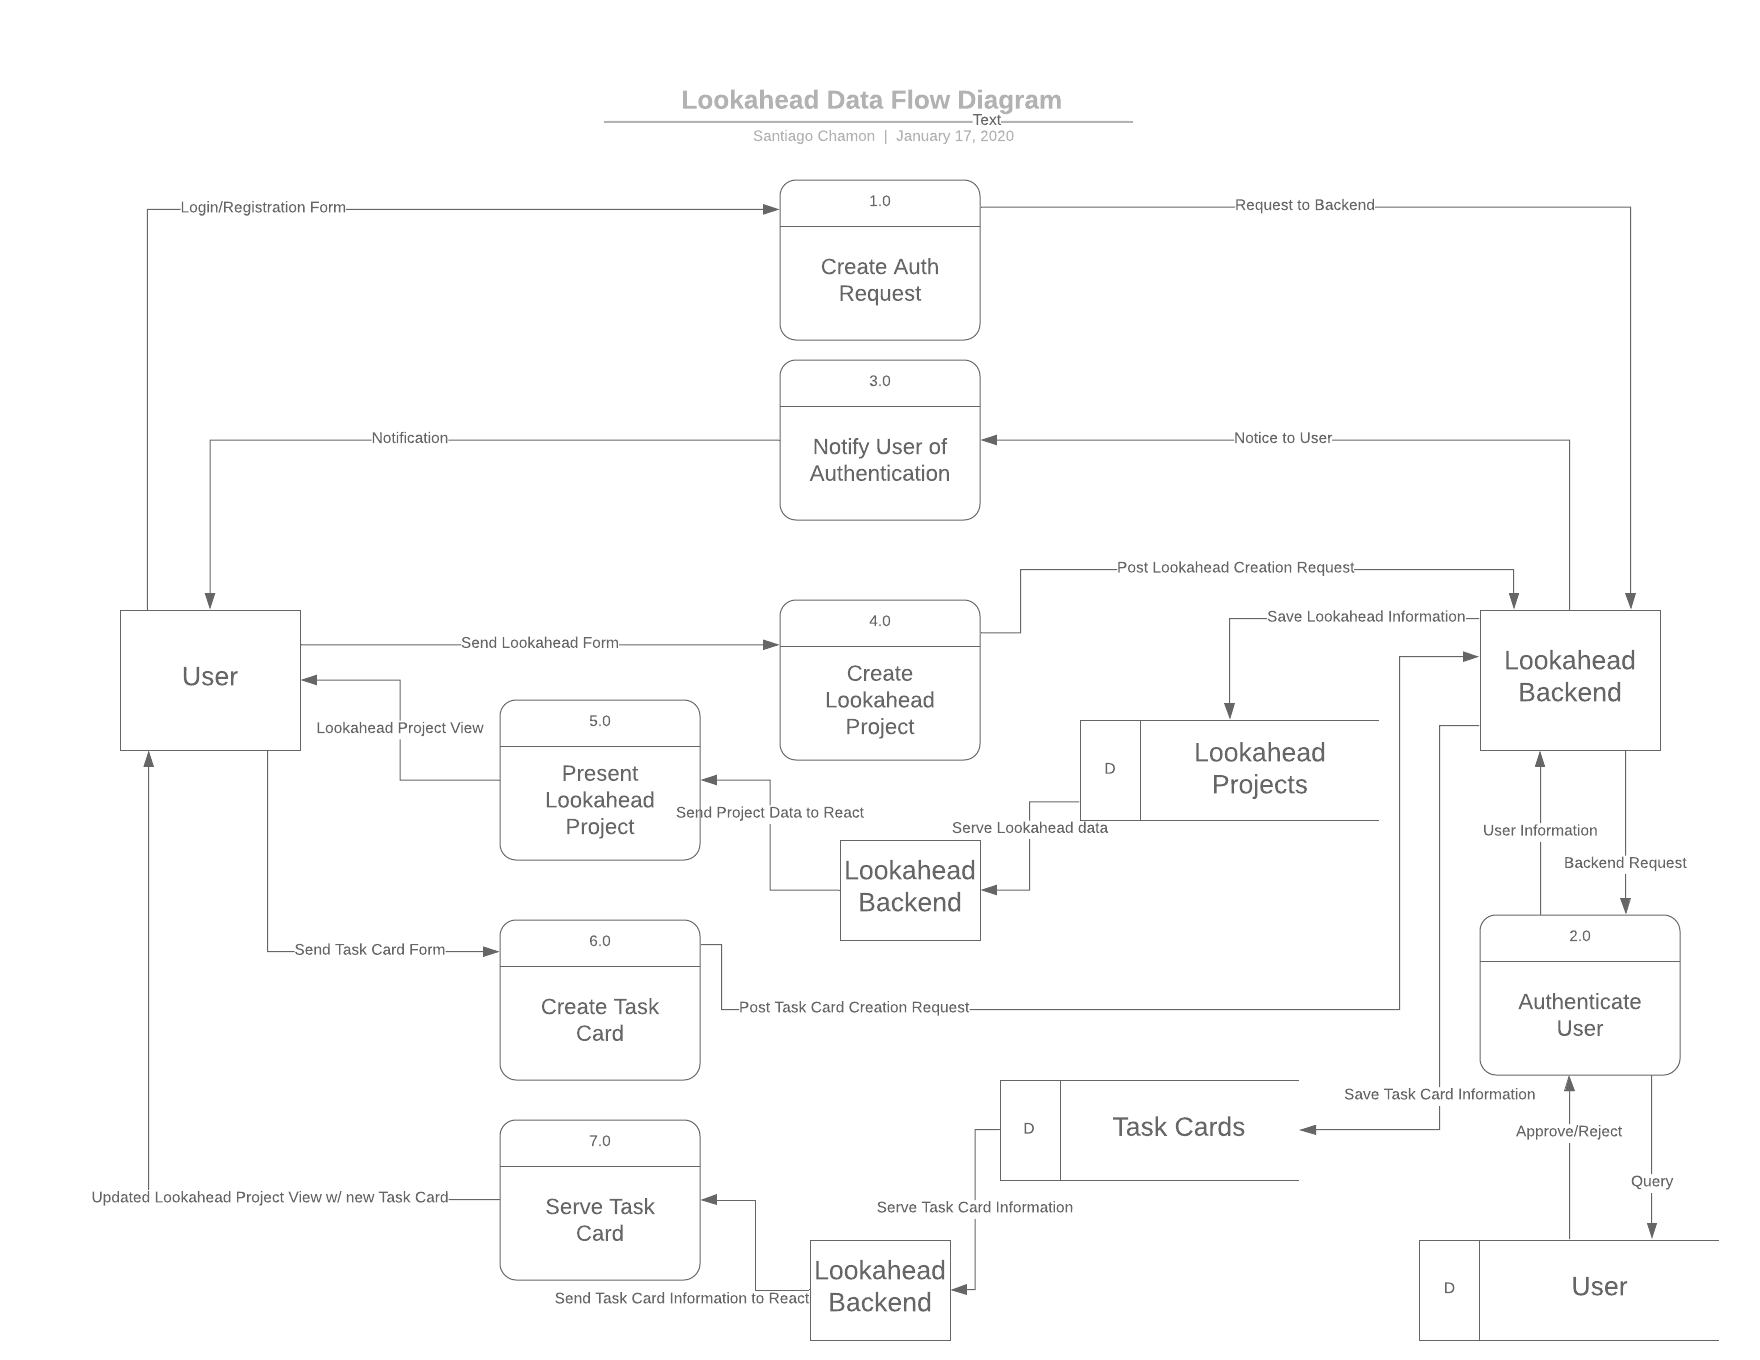 Lookahead Data Flow Diagram
Text
Santiago Chamon | January 17, 2020
1.0
Login/Registration Form
Request to Backend
Create Auth
Request
3.0
Notification
Notice to User
Notify User of
Authentication
Post Lookahead Creation Request
4.0
Save Lookahead Information
Send Lookahead Form
User
Create
Lookahead
Project
Lookahead
Backend
5.0
Lookahead Project View
Present
Lookahead
Project
D
Lookahead
Projects
Send Project Data to React
Serve Lookahead data
User Information
Backend Request
Lookahead
Backend
6.0
Send Task Card Form
2.0
Create Task
Card
Post Task Card Creation Request
Authenticate
User
Save Task Card Information
D
Task Cards
Approve/Reject
7.0
Query
Updated Lookahead Project View w/ new Task Card
Serve Task
Card
Serve Task Card Information
Lookahead
Backend
Send Task Card Information to React
D
User